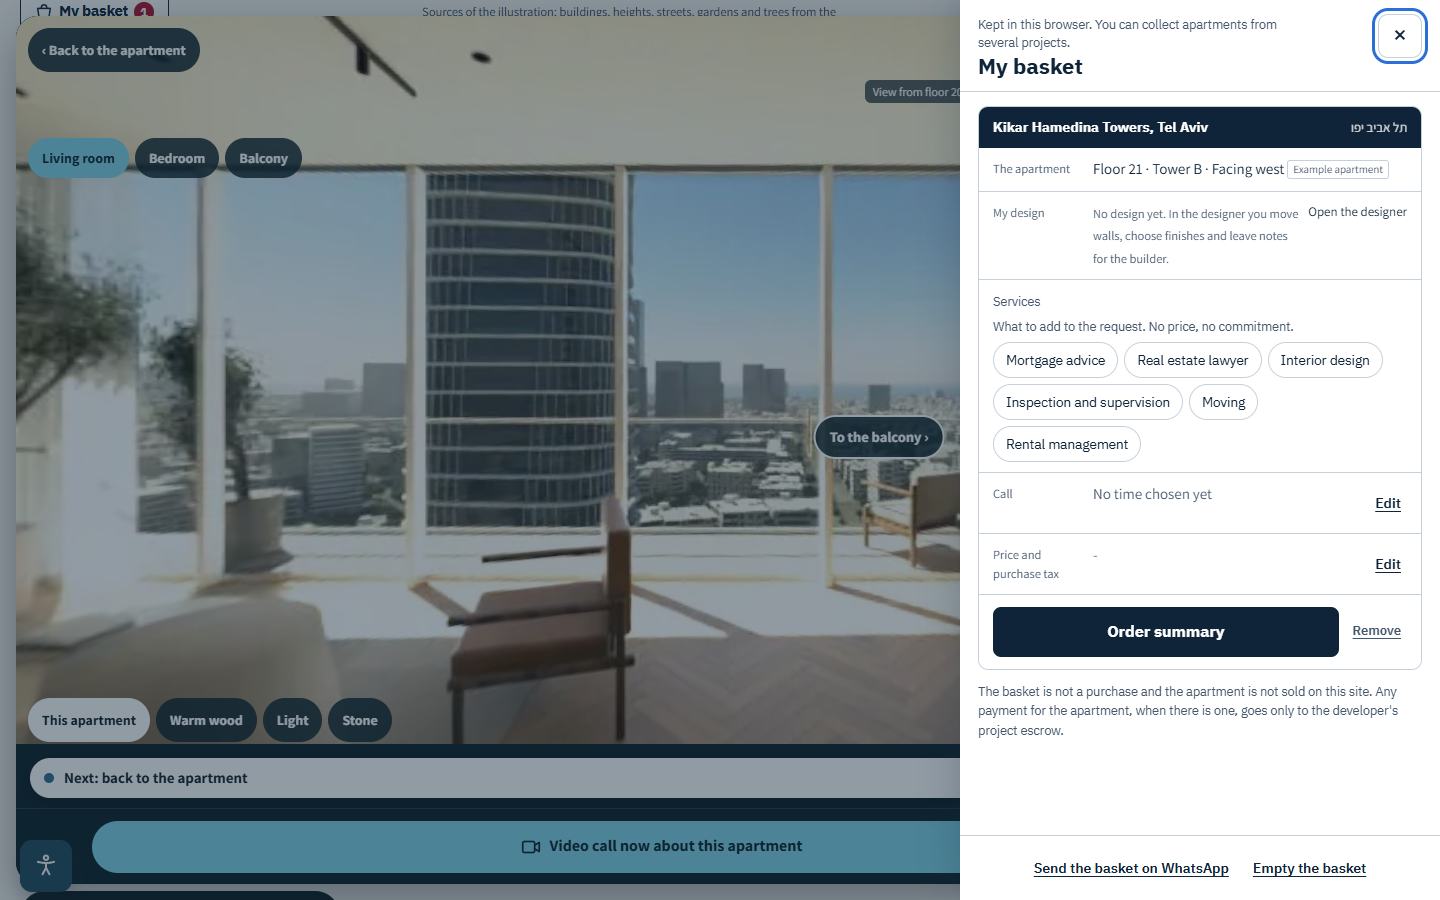 My basket 1
Sources of the illustration: buildings, heights, streets, gardens and trees from the
‹ Back to the apartment
View from floor 20
Living room
Bedroom
Balcony
To the balcony ›
This apartment
Warm wood
Light
Stone
Next: back to the apartment
Video call now about this apartment
Kept in this browser. You can collect apartments from
several projects.
My basket
×
Kikar Hamedina Towers, Tel Aviv
תל אביב יפו
The apartment
Floor 21 · Tower B · Facing west
Example apartment
My design
No design yet. In the designer you move
walls, choose finishes and leave notes
for the builder.
Open the designer
Services
What to add to the request. No price, no commitment.
Mortgage advice
Real estate lawyer
Interior design
Inspection and supervision
Moving
Rental management
Call
No time chosen yet
Edit
Price and
purchase tax
-
Edit
Order summary
Remove
The basket is not a purchase and the apartment is not sold on this site. Any
payment for the apartment, when there is one, goes only to the developer's
project escrow.
Send the basket on WhatsApp
Empty the basket